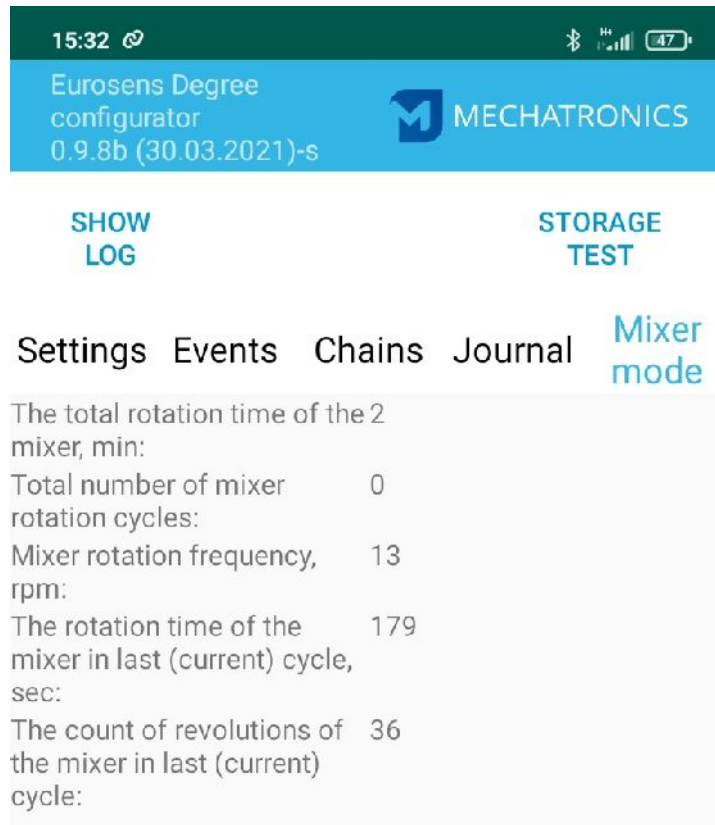 15:32
H+
47
Eurosens Degree
configurator
0.9.8b (30.03.2021)-s
MECHATRONICS
SHOW
LOG
STORAGE
TEST
Settings Events Chains Journal Mixer
mode
The total rotation time of the 2
mixer, min:
Total number of mixer 0
rotation cycles:
Mixer rotation frequency, 13
rpm:
The rotation time of the 179
mixer in last (current) cycle,
sec:
The count of revolutions of 36
the mixer in last (current)
cycle: